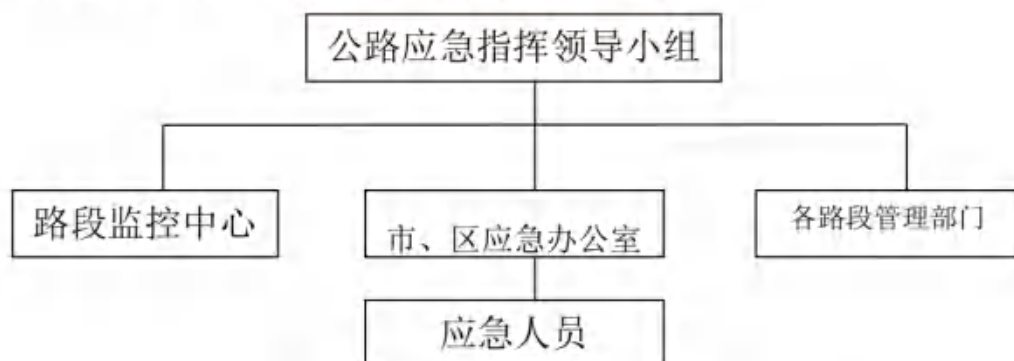 公路应急指挥领导小组
路段监控中心
市、区应急办公室
各路段管理部门
应急人员